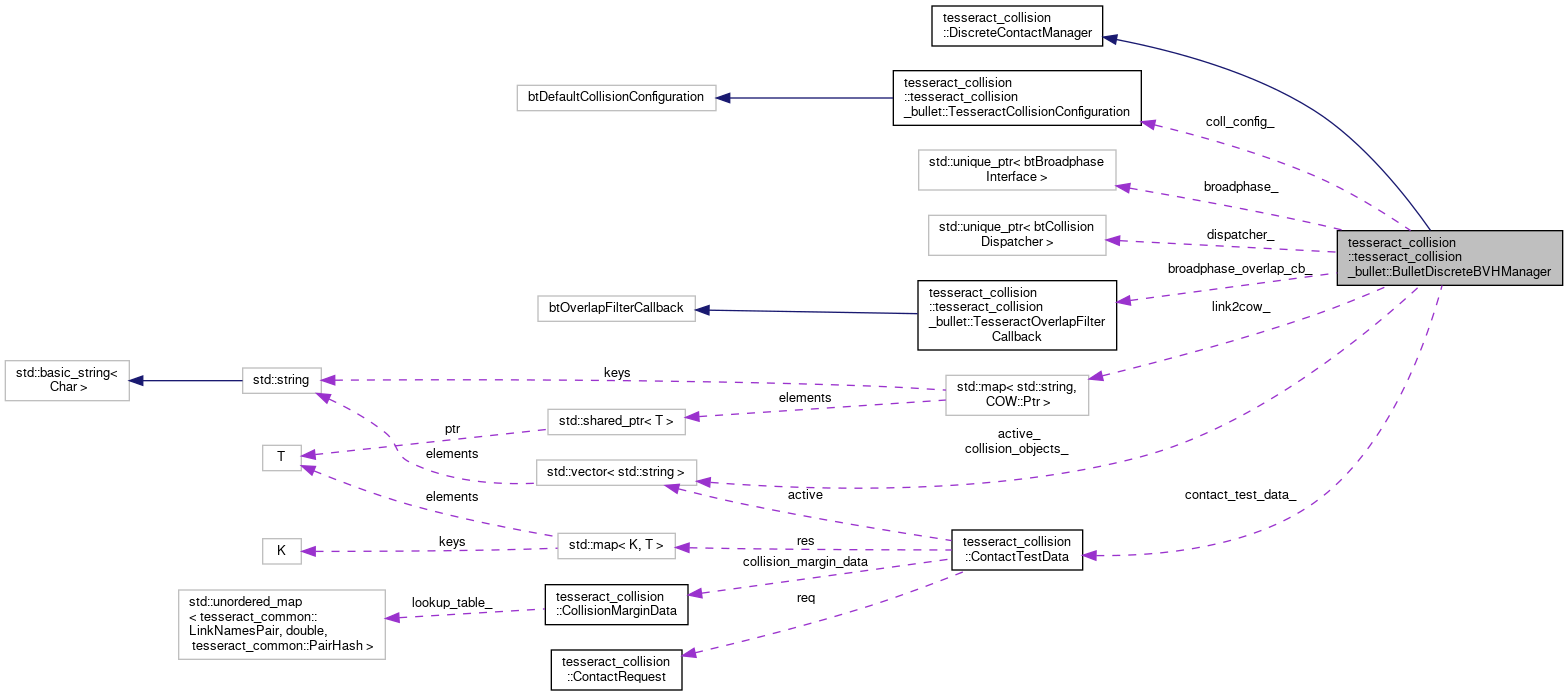 tesseract_collision
::DiscreteContactManager
btDefaultCollisionConfiguration
tesseract_collision
::tesseract_collision
_bullet::TesseractCollisionConfiguration
coll_config_
std::unique_ptr< btBroadphase
Interface >
broadphase_
std::unique_ptr< btCollision
Dispatcher >
dispatcher_
tesseract_collision
::tesseract_collision
_bullet::BulletDiscreteBVHManager
broadphase_overlap_cb_
btOverlapFilterCallback
tesseract_collision
::tesseract_collision
_bullet::TesseractOverlapFilter
Callback
link2cow_
std::basic_string<
Char >
std::string
keys
std::map< std::string,
COW::Ptr >
elements
std::shared_ptr< T >
ptr
T
elements
std::vector< std::string >
active_
collision_objects_
elements
active
contact_test_data_
K
keys
std::map< K, T >
res
tesseract_collision
::ContactTestData
collision_margin_data
std::unordered_map
< tesseract_common::
LinkNamesPair, double,
tesseract_common::PairHash >
lookup_table_
tesseract_collision
::CollisionMarginData
req
tesseract_collision
::ContactRequest